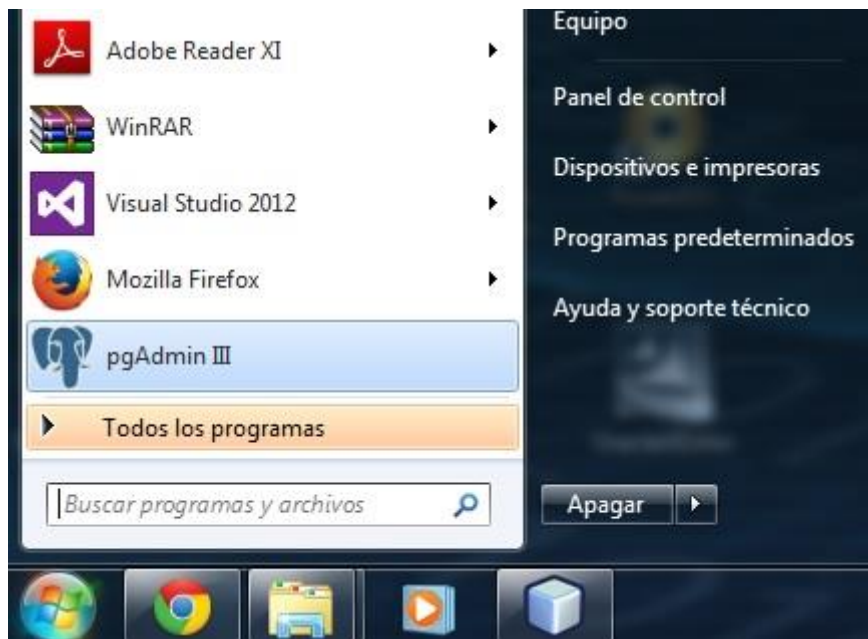 Adobe Reader XI
WinRAR
Visual Studio 2012
Mozilla Firefox
pgAdmin III
Todos los programas
Buscar programas y archivos
Equipo
Panel de control
Dispositivos e impresoras
Programas predeterminados
Ayuda y soporte técnico
Apagar